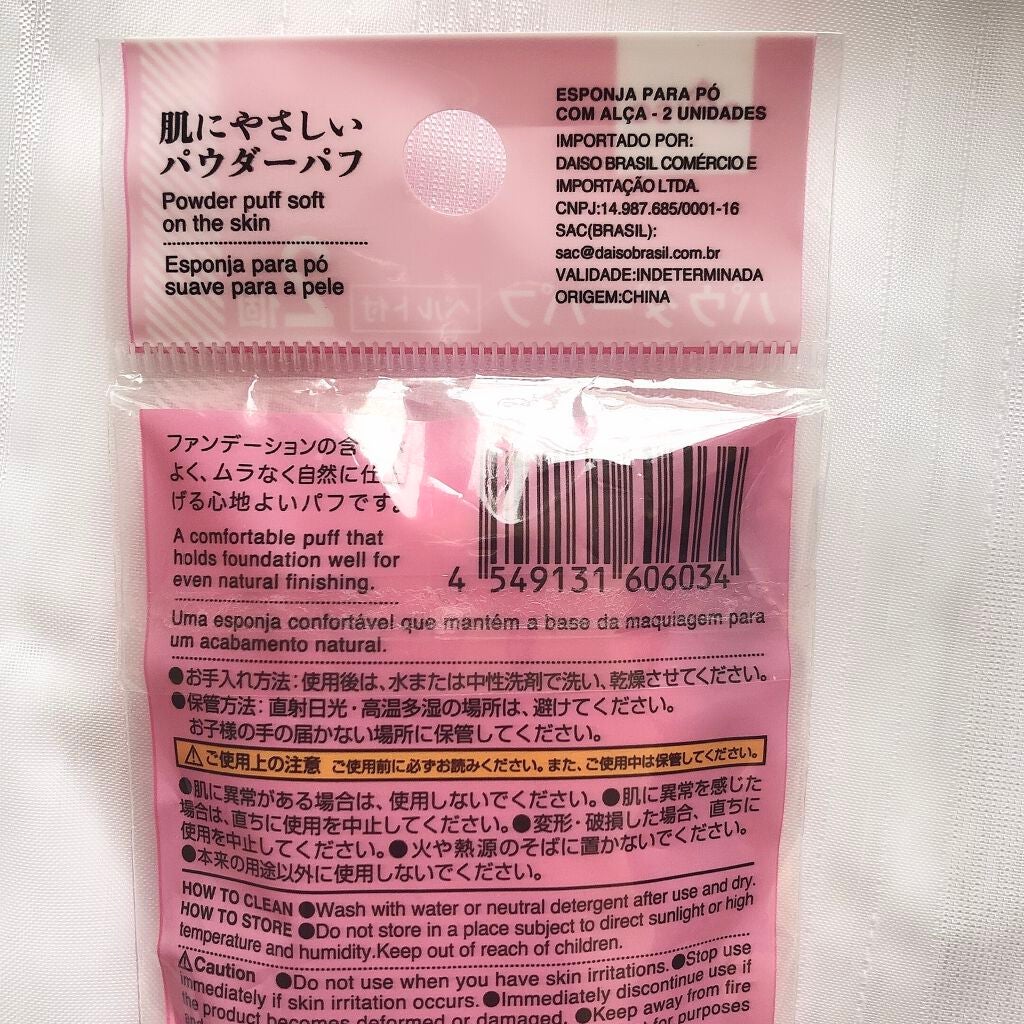 肌にやさしい
パウダーパフ
Powder puff soft
on the skin
Esponja para pó
suave para a pele
ESPONJA PARA PÓ
COM ALÇA - 2 UNIDADES
IMPORTADO POR:
DAISO BRASIL COMÉRCIO E
IMPORTAÇÃO LTDA.
CNPJ:14.987.685/0001-16
SAC(BRASIL):
sac@daisobrasil.com.br
VALIDADE:INDETERMINADA
ORIGEM:CHINA
パウダーパフ ベルト付 2個
ファンデーションの含
よく、ムラなく自然に仕上
げる心地よいパフです。
A comfortable puff that
holds foundation well for
even natural finishing.
4 549131 606034
Uma esponja confortável que mantém a base da maquiagem para
um acabamento natural.
●お手入れ方法：使用後は、水または中性洗剤で洗い、乾燥させてください。
●保管方法：直射日光・高温多湿の場所は、避けてください。
お子様の手の届かない場所に保管してください。
⚠ご使用上の注意 ご使用前に必ずお読みください。また、ご使用中は保管してください。
●肌に異常がある場合は、使用しないでください。●肌に異常を感じた
場合は、直ちに使用を中止してください。●変形・破損した場合、直ちに
使用を中止してください。●火や熱源のそばに置かないでください。
●本来の用途以外に使用しないでください。
HOW TO CLEAN ●Wash with water or neutral detergent after use and dry.
HOW TO STORE ●Do not store in a place subject to direct sunlight or high
temperature and humidity.Keep out of reach of children.
⚠Caution ●Do not use when you have skin irritations.●Stop use
immediately if skin irritation occurs. ●Immediately discontinue use if
the product becomes deformed or damaged. ●Keep away from fire
for purposes